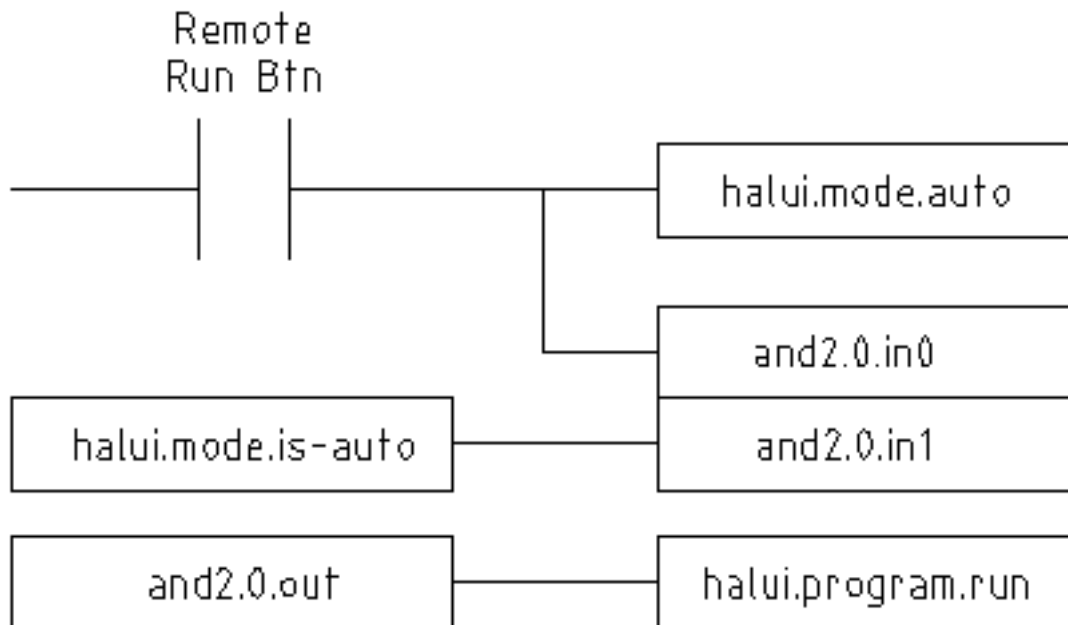 Remote
Run Btn
halui.mode.auto
and2.0.in0
halui.mode.is-auto
and2.0.in1
and2.0.out
halui.program.run